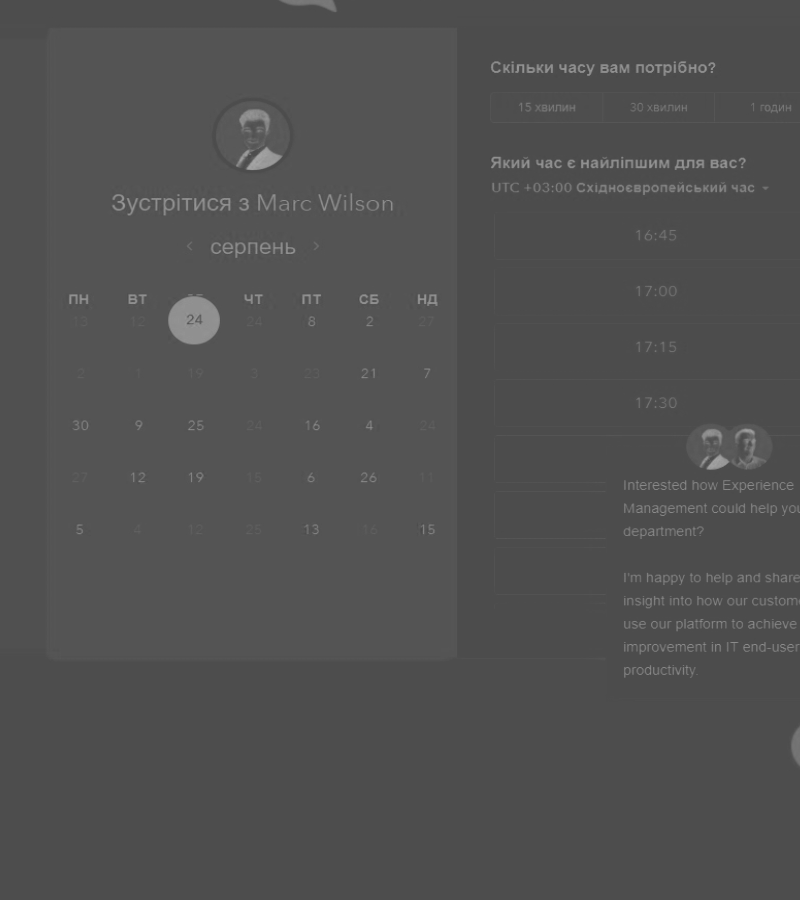 Зустрітися з Marc Wilson
серпень
ПН ВТ ЧТ ПТ СБ НД
13 12 24 24 8 2 27
2 1 19 3 23 21 7
30 9 25 24 16 4 24
27 12 19 15 6 26 11
5 4 12 25 13 16 15
Скільки часу вам потрібно?
15 хвилин 30 хвилин 1 годин
Який час є найліпшим для вас?
UTC +03:00 Східноєвропейський час
16:45
17:00
17:15
17:30
Interested how Experience
Management could help you
department?
I'm happy to help and share
insight into how our custome
use our platform to achieve
improvement in IT end-user
productivity.